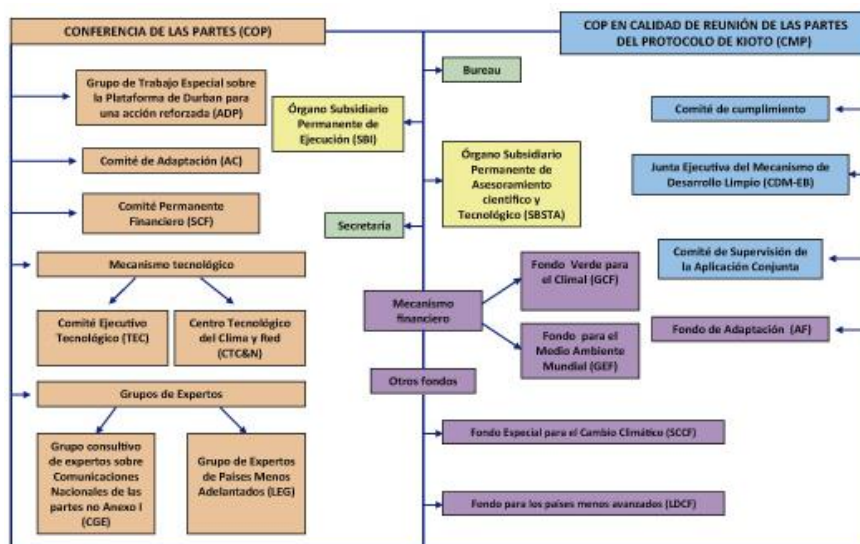 CONFERENCIA DE LAS PARTES (COP)
COP EN CALIDAD DE REUNIÓN DE LAS PARTES
DEL PROTOCOLO DE KIOTO (CMP)
Grupo de Trabajo Especial sobre
la Plataforma de Durban para
una acción reforzada (ADP)
Comité de Adaptación (AC)
Comité Permanente
Financiero (SCF)
Mecanismo tecnológico
Comité Ejecutivo
Tecnológico (TEC)
Centro Tecnológico
del Clima y Red
(CTC&N)
Grupos de Expertos
Grupo consultivo
de expertos sobre
Comunicaciones
Nacionales de las
partes no Anexo I
(CGE)
Grupo de Expertos
de Países Menos
Adelantados (LEG)
Bureau
Órgano Subsidiario
Permanente de
Ejecución (SBI)
Órgano Subsidiario
Permanente de
Asesoramiento
científico y
Tecnológico (SBSTA)
Secretaría
Mecanismo
financiero
Fondo Verde para
el Climal (GCF)
Fondo para el
Medio Ambiente
Mundial (GEF)
Otros fondos
Fondo Especial para el Cambio Climático (SCCF)
Fondo para los países menos avanzados (LDCF)
Comité de cumplimiento
Junta Ejecutiva del Mecanismo de
Desarrollo Limpio (CDM-EB)
Comité de Supervisión de
la Aplicación Conjunta
Fondo de Adaptación (AF)